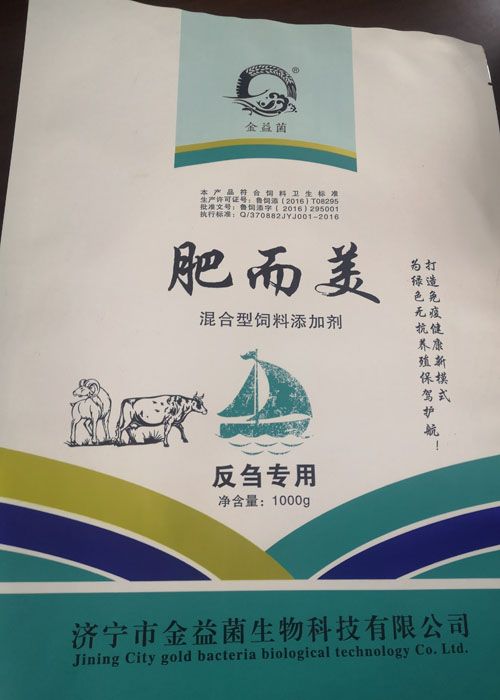 ®
金益菌
本产品符合饲料卫生标准
生产许可证号：鲁饲添（2016）T08295
批准文号：鲁饲添字（2016）295001
执行标准：Q/370882JYJ001-2016
肥而美
混合型饲料添加剂
打造免疫健康新模式
为绿色无抗养殖保驾护航！
反刍专用
净含量：1000g
济宁市金益菌生物科技有限公司
Jining City gold bacteria biological technology Co. Ltd.